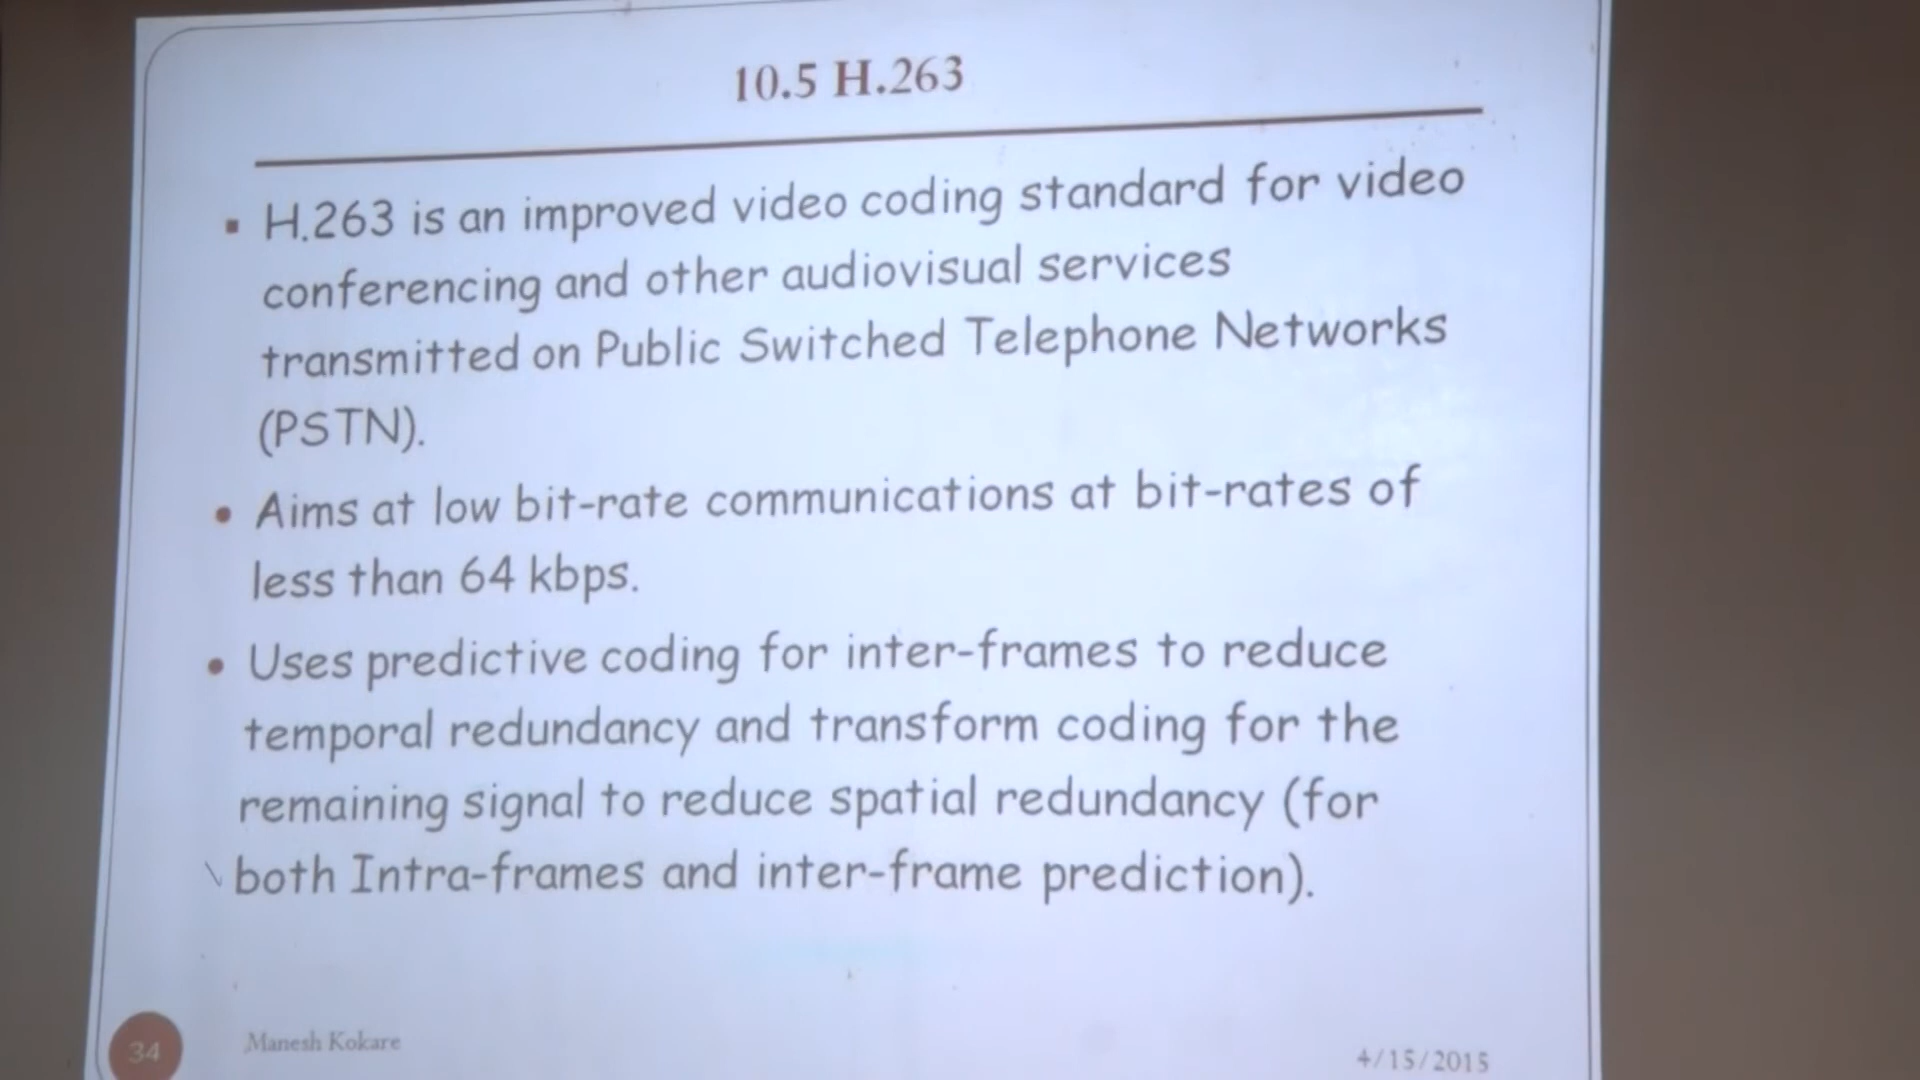 10.5 H.263
▪ H.263 is an improved video coding standard for video
conferencing and other audiovisual services
transmitted on Public Switched Telephone Networks
(PSTN).
• Aims at low bit-rate communications at bit-rates of
less than 64 kbps.
• Uses predictive coding for inter-frames to reduce
temporal redundancy and transform coding for the
remaining signal to reduce spatial redundancy (for
both Intra-frames and inter-frame prediction).
34
Manesh Kokare
4/15/2015